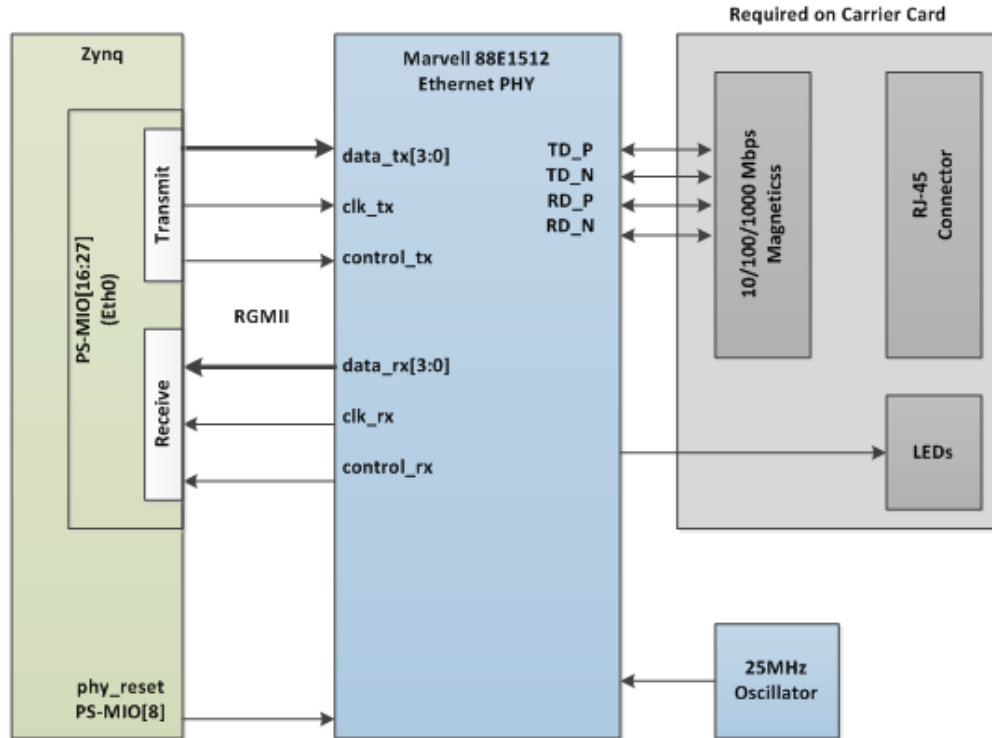 Required on Carrier Card
Zynq
Marvell 88E1512
Ethernet PHY
PS-MIO[16:27]
(Eth0)
Transmit
data_tx[3:0]
clk_tx
control_tx
RGMII
Receive
data_rx[3:0]
clk_rx
control_rx
TD_P
TD_N
RD_P
RD_N
10/100/1000 Mbps
Magneticss
RJ-45
Connector
LEDs
phy_reset
PS-MIO[8]
25MHz
Oscillator